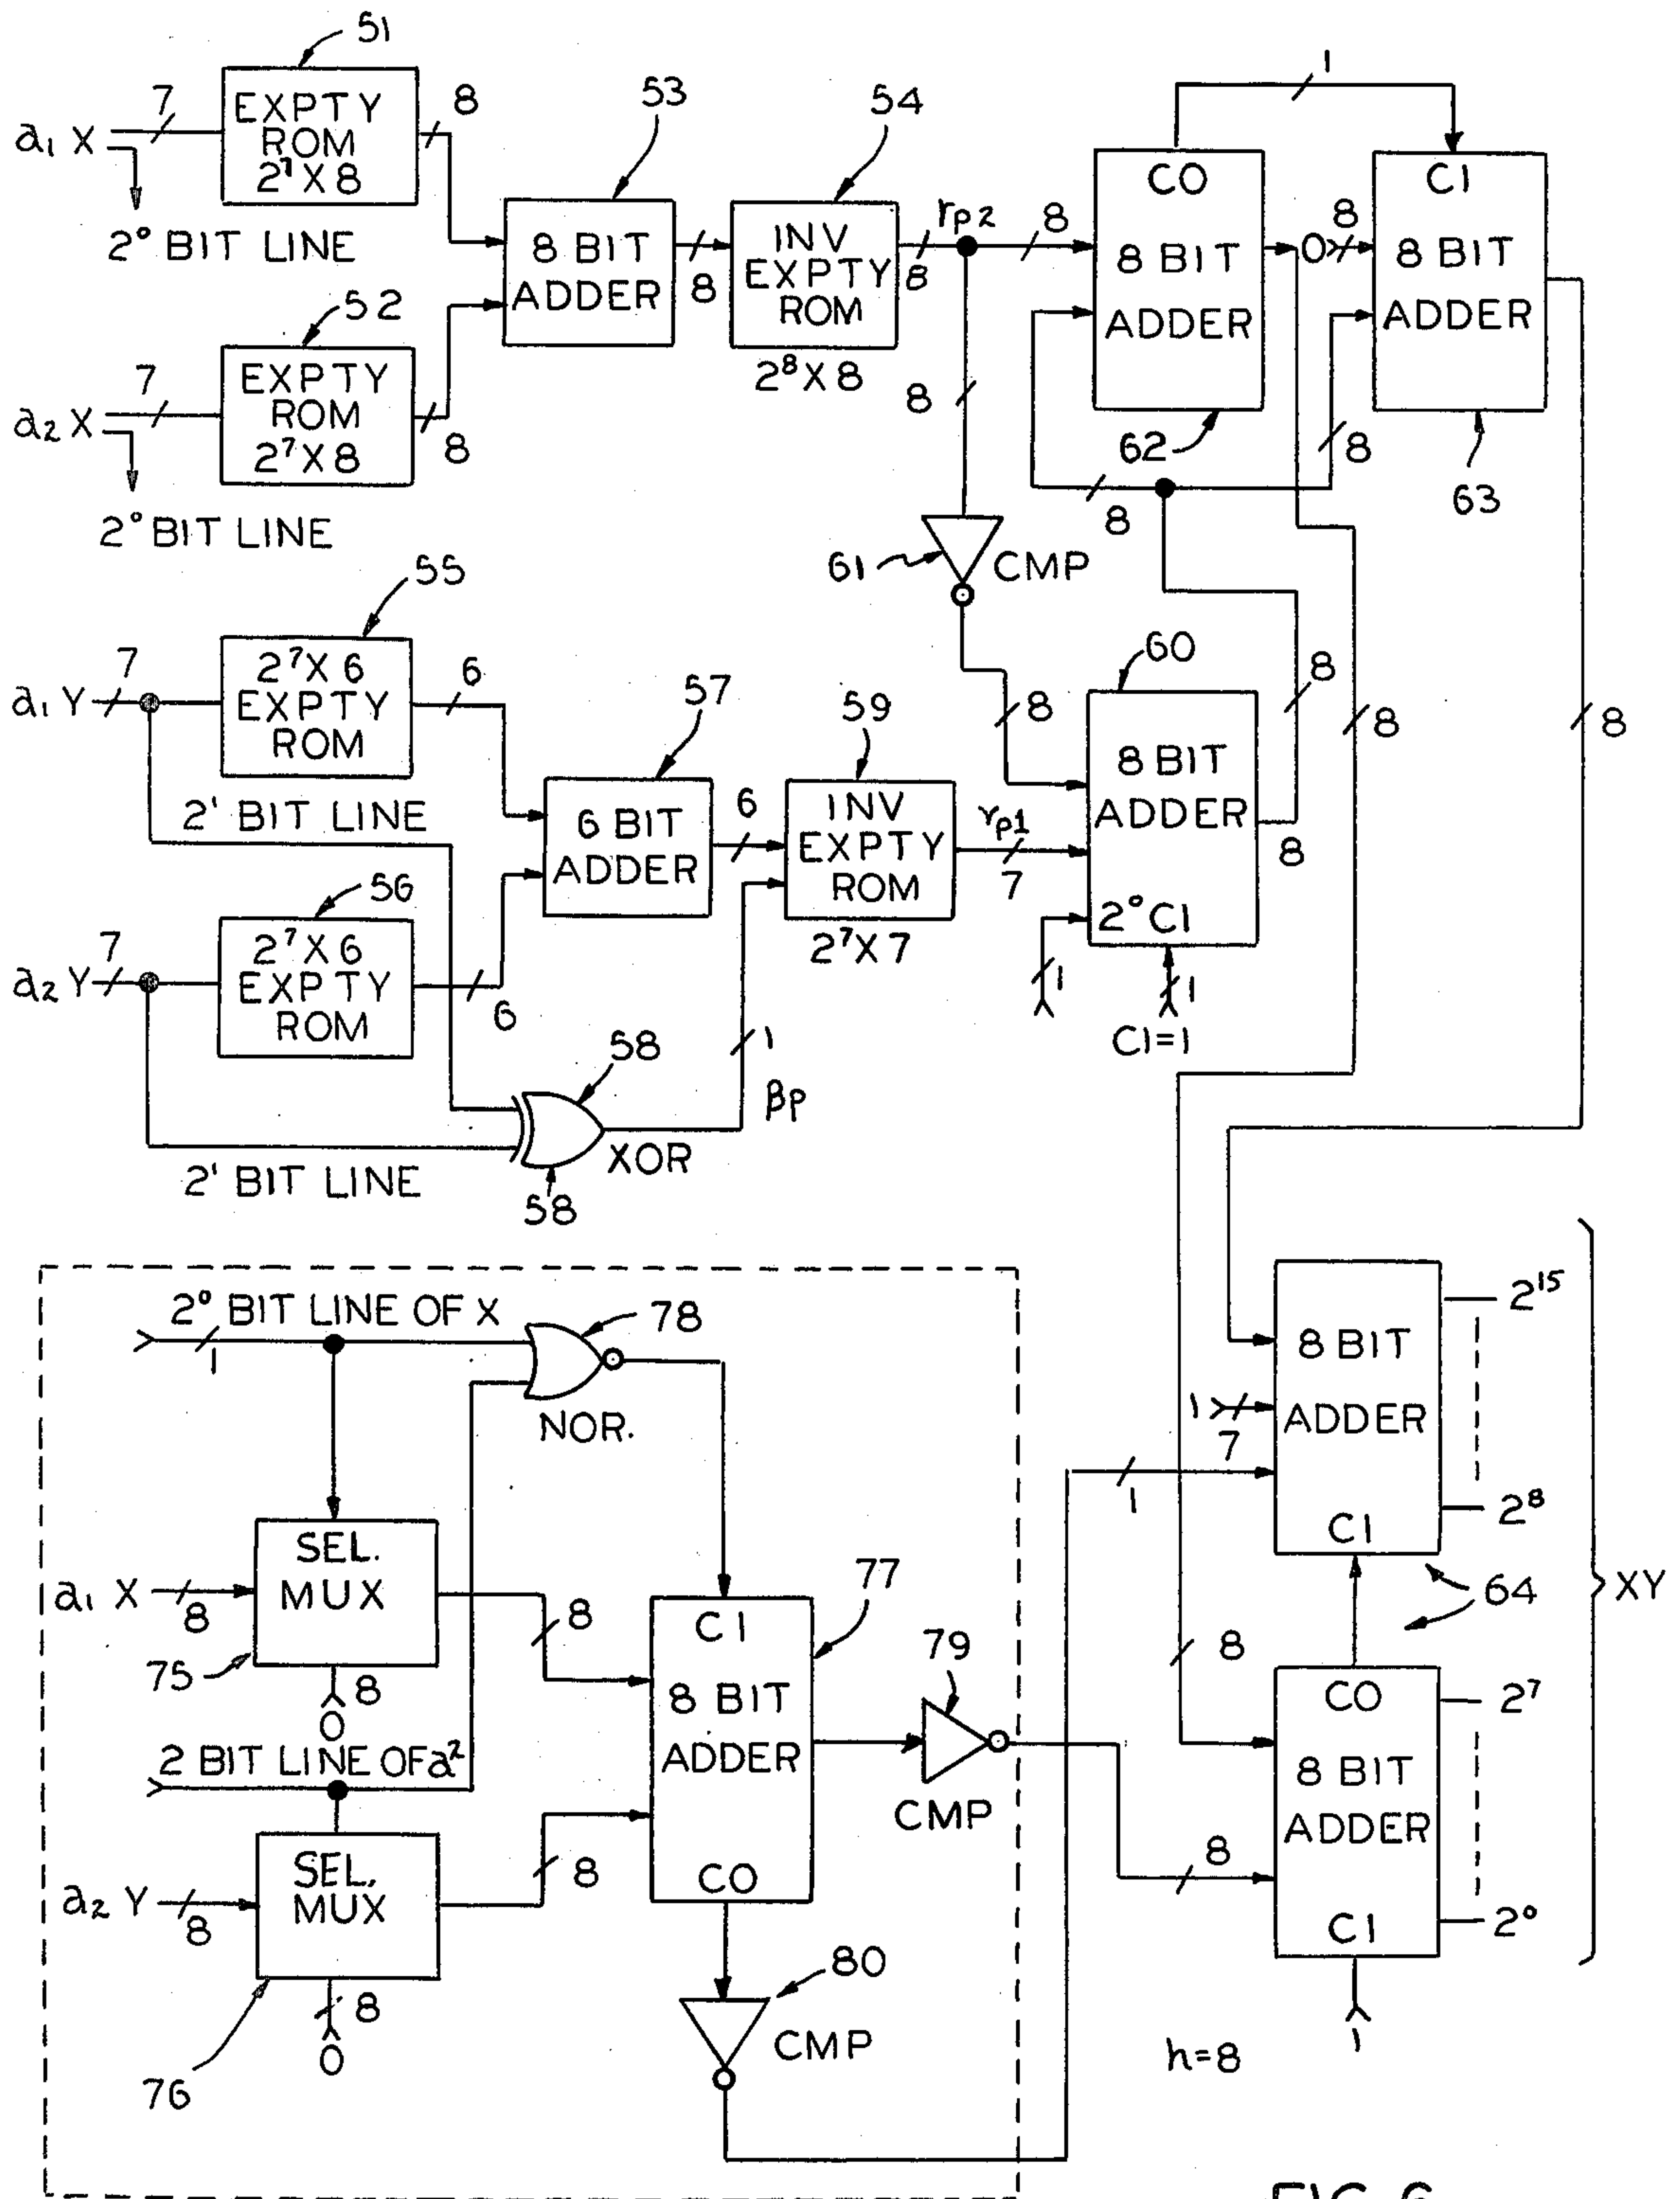 51
7
EXPTY
ROM
2⁷X8
8
a₁ X
2° BIT LINE
52
7
EXPTY
ROM
2⁷X8
8
a₂ X
2° BIT LINE
53
8 BIT
ADDER
8
54
INV
EXPTY
ROM
2⁸X8
8
rp2
8
8
1
CO
8 BIT
ADDER
62
0
8
CI
8 BIT
ADDER
63
8
8
61
CMP
55
7
a₁ Y
2⁷X6
EXPTY
ROM
6
2' BIT LINE
56
7
a₂ Y
2⁷X6
EXPTY
ROM
6
2' BIT LINE
57
6 BIT
ADDER
6
58
XOR
58
1
βp
59
INV
EXPTY
ROM
2⁷X7
rp1
7
60
8
8 BIT
ADDER
2° CI
1
1
CI=1
8
8
8
8
2° BIT LINE OF X
1
78
NOR.
SEL.
MUX
a₁ X
8
75
8
0
8
2 BIT LINE OF a²
SEL.
MUX
a₂ Y
8
76
8
0
8
CI
8 BIT
ADDER
CO
77
79
CMP
80
CMP
8 BIT
ADDER
CI
1
7
1
2¹⁵
2⁸
64
XY
8
CO
8 BIT
ADDER
CI
8
2⁷
2°
1
h=8
FIG. 6